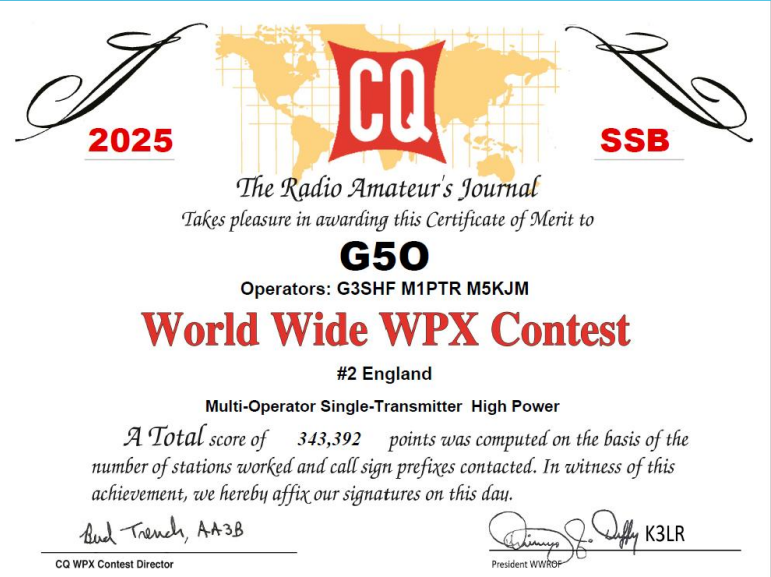 CQ
2025
SSB
The Radio Amateur's Journal
Takes pleasure in awarding this Certificate of Merit to
G5O
Operators: G3SHF M1PTR M5KJM
World Wide WPX Contest
#2 England
Multi-Operator Single-Transmitter High Power
A Total score of 343,392 points was computed on the basis of the
number of stations worked and call sign prefixes contacted. In witness of this
achievement, we hereby affix our signatures on this day.
Bud Trench, AA3B
K3LR
CQ WPX Contest Director
President WWROF